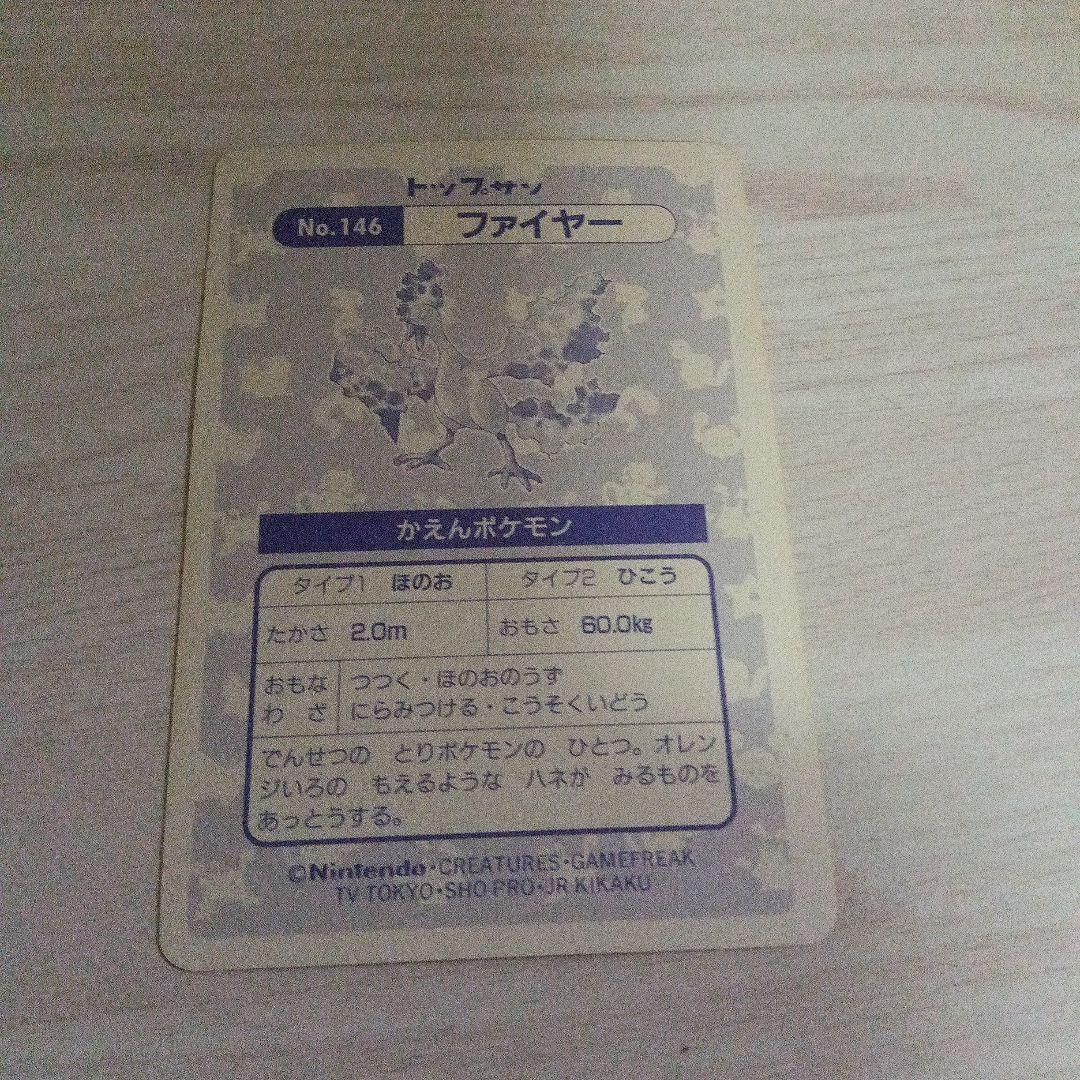 トップサン
No.146 ファイヤー
かえんポケモン
タイプ1 ほのお タイプ2 ひこう
たかさ 2.0m おもさ 60.0kg
おもな つつく・ほのおのうず
わ ざ にらみつける・こうそくいどう
でんせつの とりポケモンの ひとつ。オレン
ジいろの もえるような ハネが みるものを
あっとうする。
©Nintendo・CREATURES・GAMEFREAK
TV TOKYO・SHO PRO・JR KIKAKU